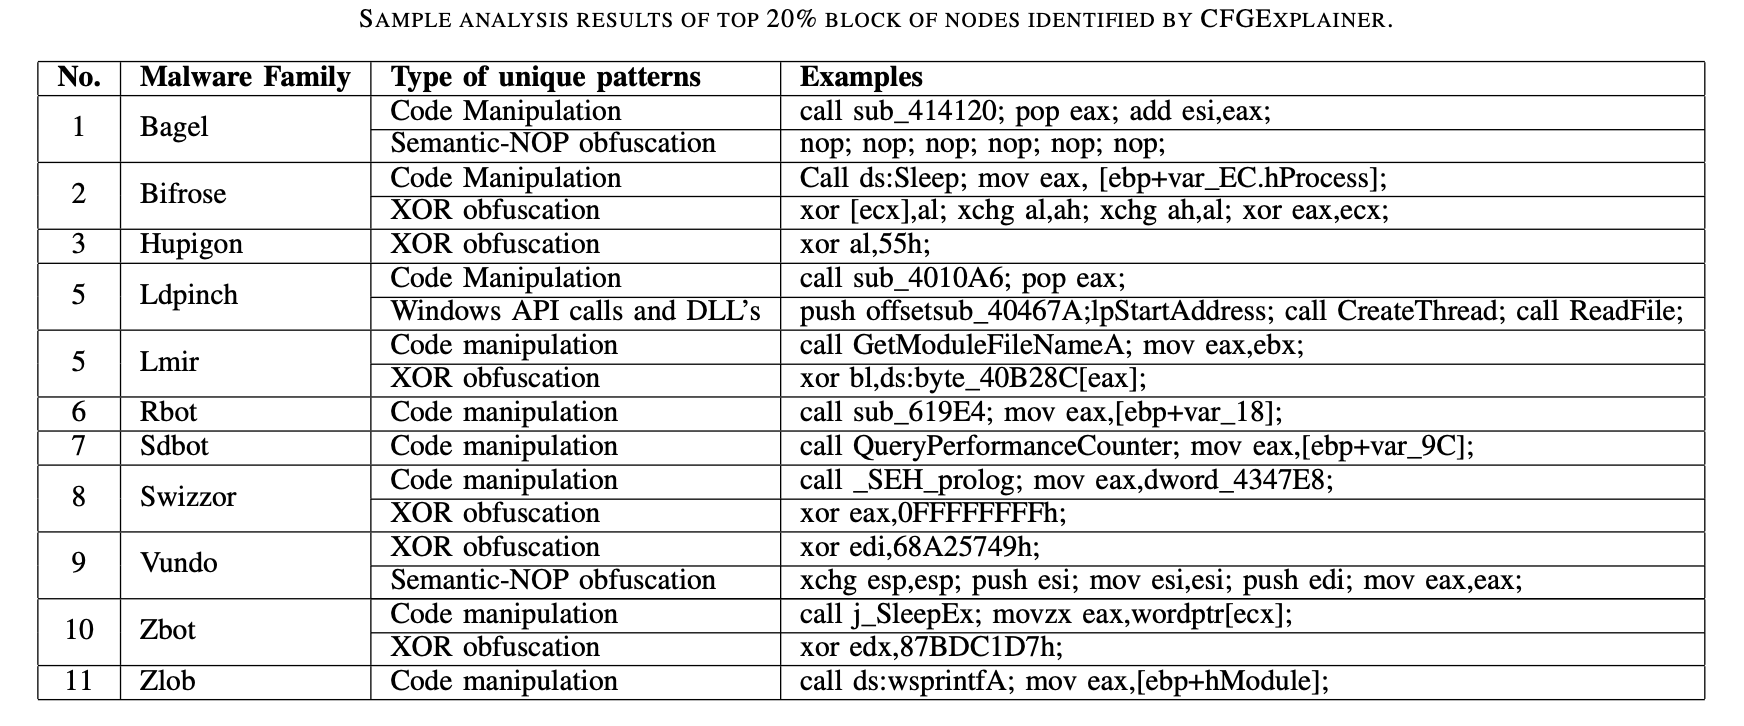 SAMPLE ANALYSIS RESULTS OF TOP 20% BLOCK OF NODES IDENTIFIED BY CFGEXPLAINER.
No. Malware Family Type of unique patterns Examples
1 Bagel Code Manipulation call sub_414120; pop eax; add esi,eax;
Semantic-NOP obfuscation nop; nop; nop; nop; nop; nop;
2 Bifrose Code Manipulation Call ds:Sleep; mov eax, [ebp+var_EC.hProcess];
XOR obfuscation xor [ecx],al; xchg al,ah; xchg ah,al; xor eax,ecx;
3 Hupigon XOR obfuscation xor al,55h;
5 Ldpinch Code Manipulation call sub_4010A6; pop eax;
Windows API calls and DLL's push offsetsub_40467A;lpStartAddress; call CreateThread; call ReadFile;
5 Lmir Code manipulation call GetModuleFileNameA; mov eax,ebx;
XOR obfuscation xor bl,ds:byte_40B28C[eax];
6 Rbot Code manipulation call sub_619E4; mov eax,[ebp+var_18];
7 Sdbot Code manipulation call QueryPerformanceCounter; mov eax,[ebp+var_9C];
8 Swizzor Code manipulation call _SEH_prolog; mov eax,dword_4347E8;
XOR obfuscation xor eax,0FFFFFFFFh;
9 Vundo XOR obfuscation xor edi,68A25749h;
Semantic-NOP obfuscation xchg esp,esp; push esi; mov esi,esi; push edi; mov eax,eax;
10 Zbot Code manipulation call j_SleepEx; movzx eax,wordptr[ecx];
XOR obfuscation xor edx,87BDC1D7h;
11 Zlob Code manipulation call ds:wsprintfA; mov eax,[ebp+hModule];